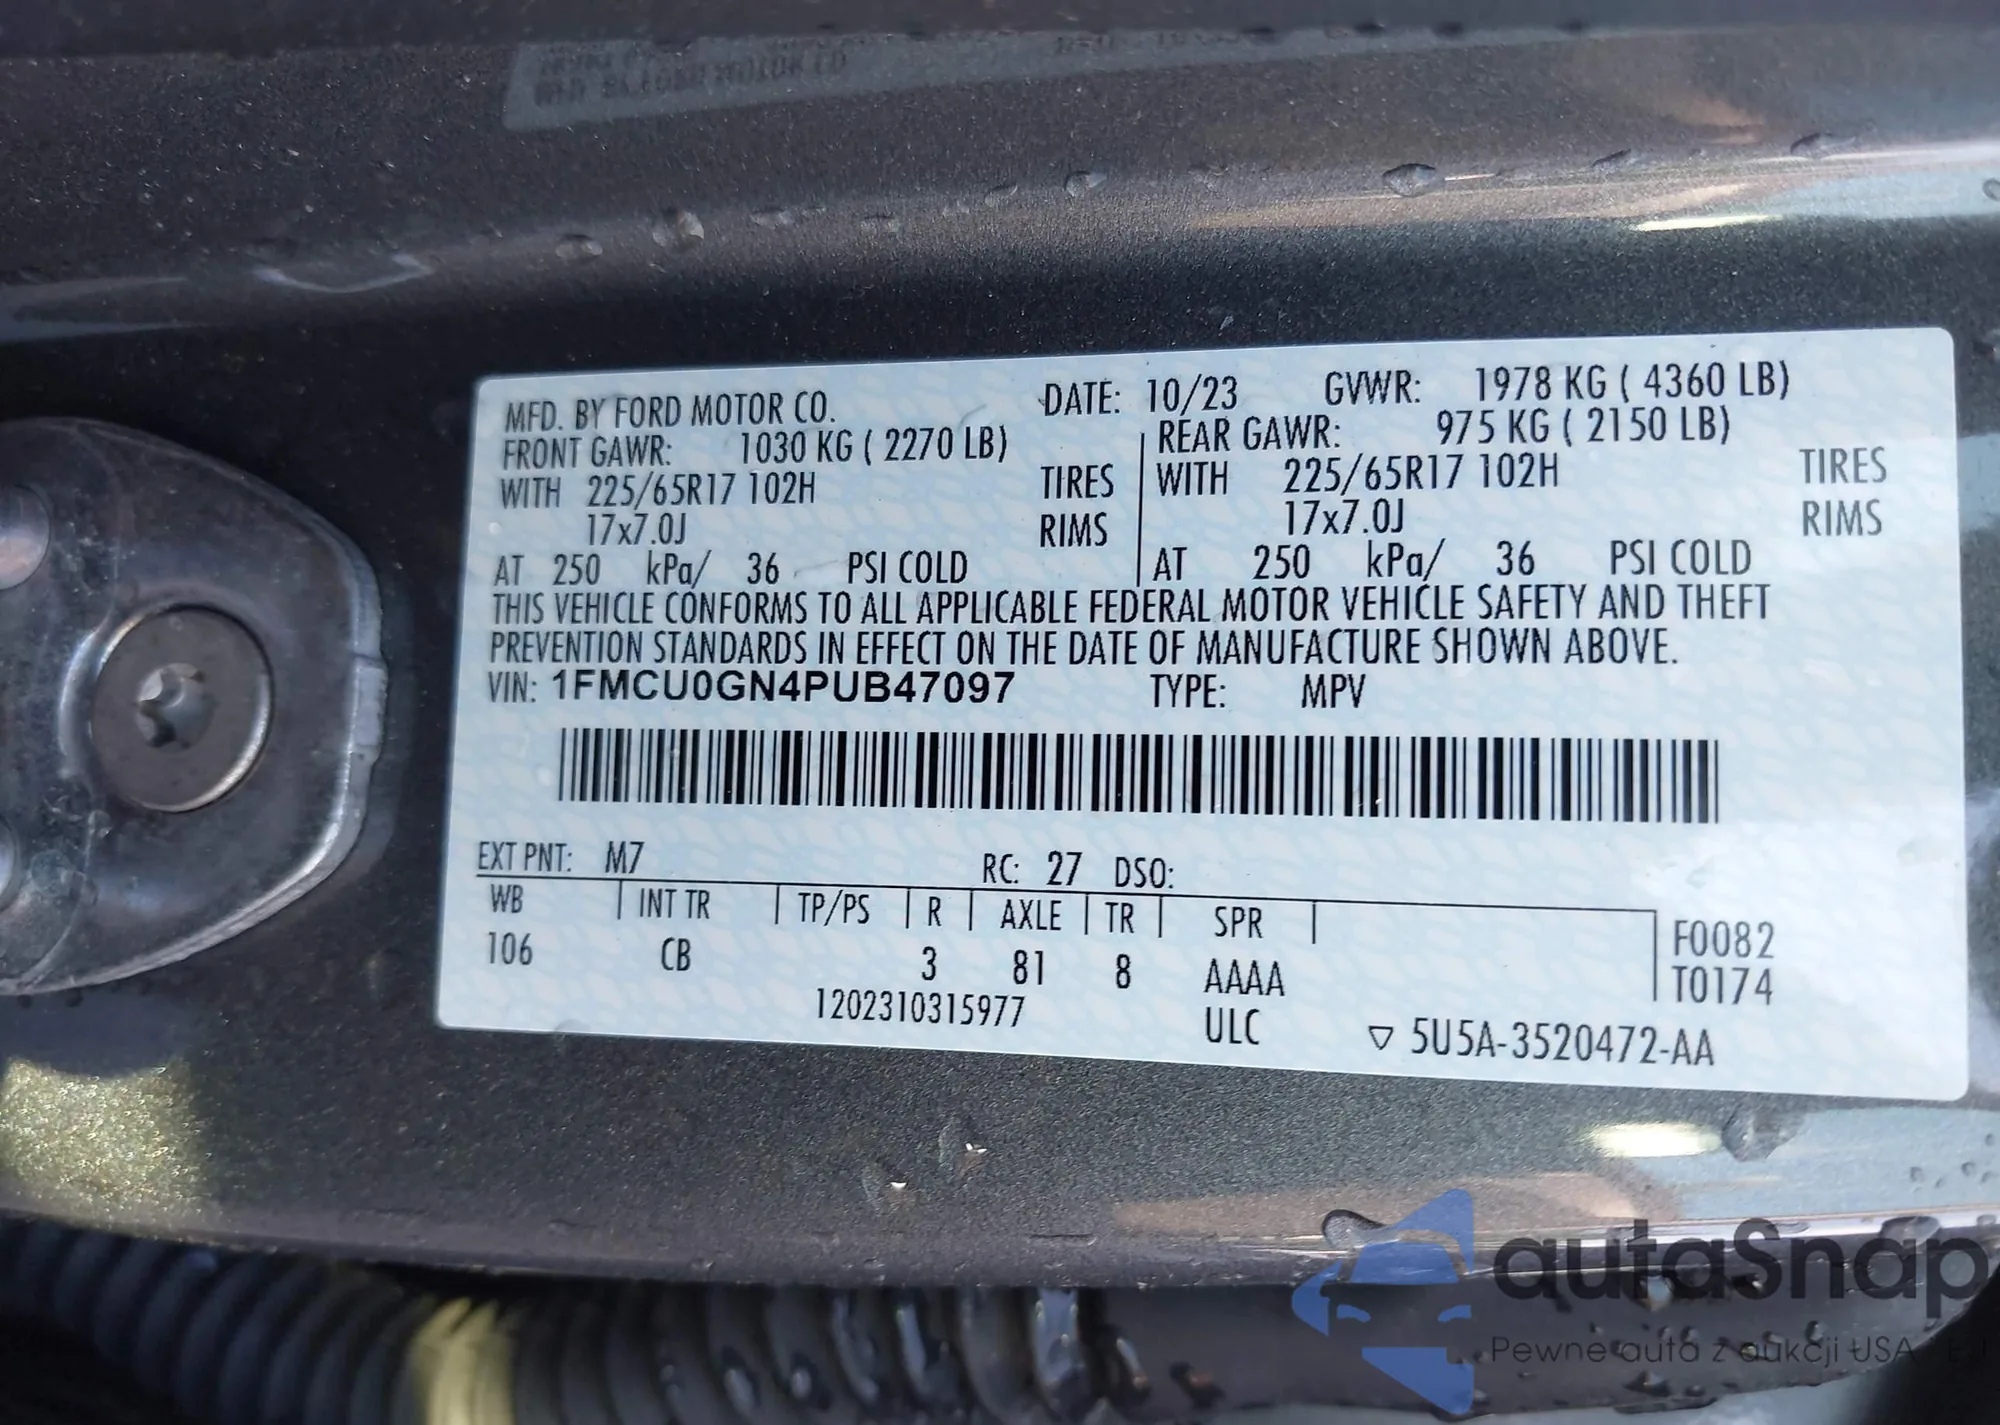 MFD. BY FORD MOTOR CO. DATE: 10/23 GVWR: 1978 KG ( 4360 LB)
FRONT GAWR: 1030 KG ( 2270 LB) REAR GAWR: 975 KG ( 2150 LB)
WITH 225/65R17 102H TIRES WITH 225/65R17 102H TIRES
17x7.0J RIMS 17x7.0J RIMS
AT 250 kPa/ 36 PSI COLD AT 250 kPa/ 36 PSI COLD
THIS VEHICLE CONFORMS TO ALL APPLICABLE FEDERAL MOTOR VEHICLE SAFETY AND THEFT
PREVENTION STANDARDS IN EFFECT ON THE DATE OF MANUFACTURE SHOWN ABOVE.
VIN: 1FMCU0GN4PUB47097 TYPE: MPV
EXT PNT: M7 RC: 27 DSO:
WB INT TR TP/PS R AXLE TR SPR F0082
106 CB 3 81 8 AAAA T0174
1202310315977 ULC ▽ 5U5A-3520472-AA
autaSnap
Pewne auta z aukcji USA